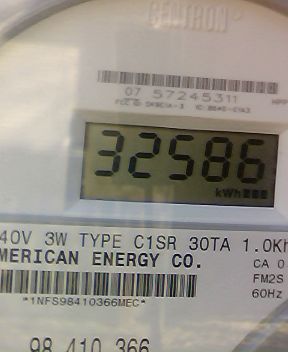 CENTRON®
07 57245311
32586
kWh
40V 3W TYPE C1SR 30TA 1.0Kh
MERICAN ENERGY CO.
CA 0
FM2S
60Hz
*1NFS98410366MEC*
98 410 366